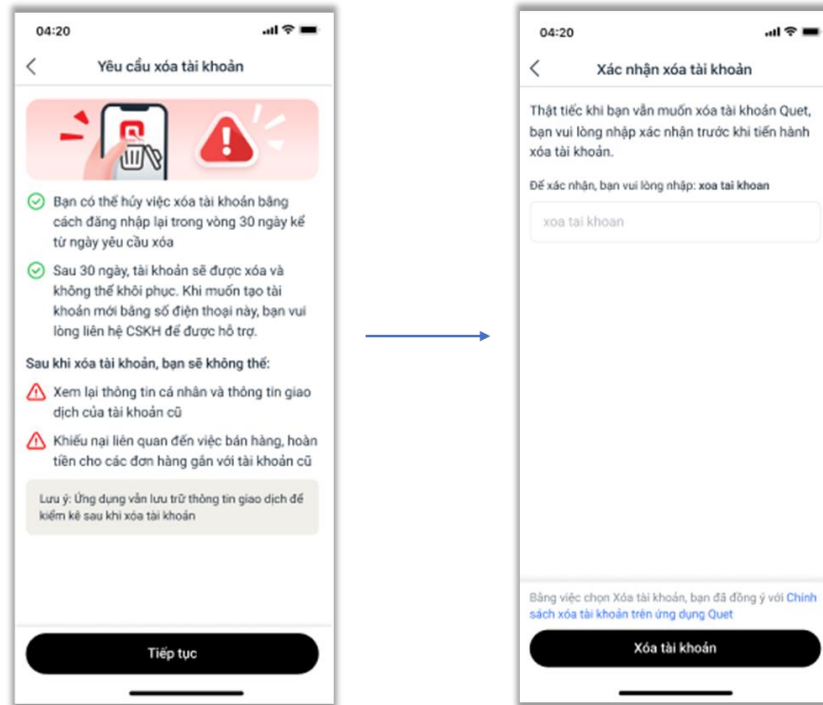 04:20
Yêu cầu xóa tài khoản
Bạn có thể hủy việc xóa tài khoản bằng
cách đăng nhập lại trong vòng 30 ngày kể
từ ngày yêu cầu xóa
Sau 30 ngày, tài khoản sẽ được xóa và
không thể khôi phục. Khi muốn tạo tài
khoản mới bằng số điện thoại này, bạn vui
lòng liên hệ CSKH để được hỗ trợ.
Sau khi xóa tài khoản, bạn sẽ không thể:
Xem lại thông tin cá nhân và thông tin giao
dịch của tài khoản cũ
Khiếu nại liên quan đến việc bán hàng, hoàn
tiền cho các đơn hàng gắn với tài khoản cũ
Lưu ý: Ứng dụng vẫn lưu trữ thông tin giao dịch để
kiểm kê sau khi xóa tài khoản
Tiếp tục
04:20
Xác nhận xóa tài khoản
Thật tiếc khi bạn vẫn muốn xóa tài khoản Quet,
bạn vui lòng nhập xác nhận trước khi tiến hành
xóa tài khoản.
Để xác nhận, bạn vui lòng nhập: xoa tai khoan
xoa tai khoan
Bằng việc chọn Xóa tài khoản, bạn đã đồng ý với Chính
sách xóa tài khoản trên ứng dụng Quet
Xóa tài khoản